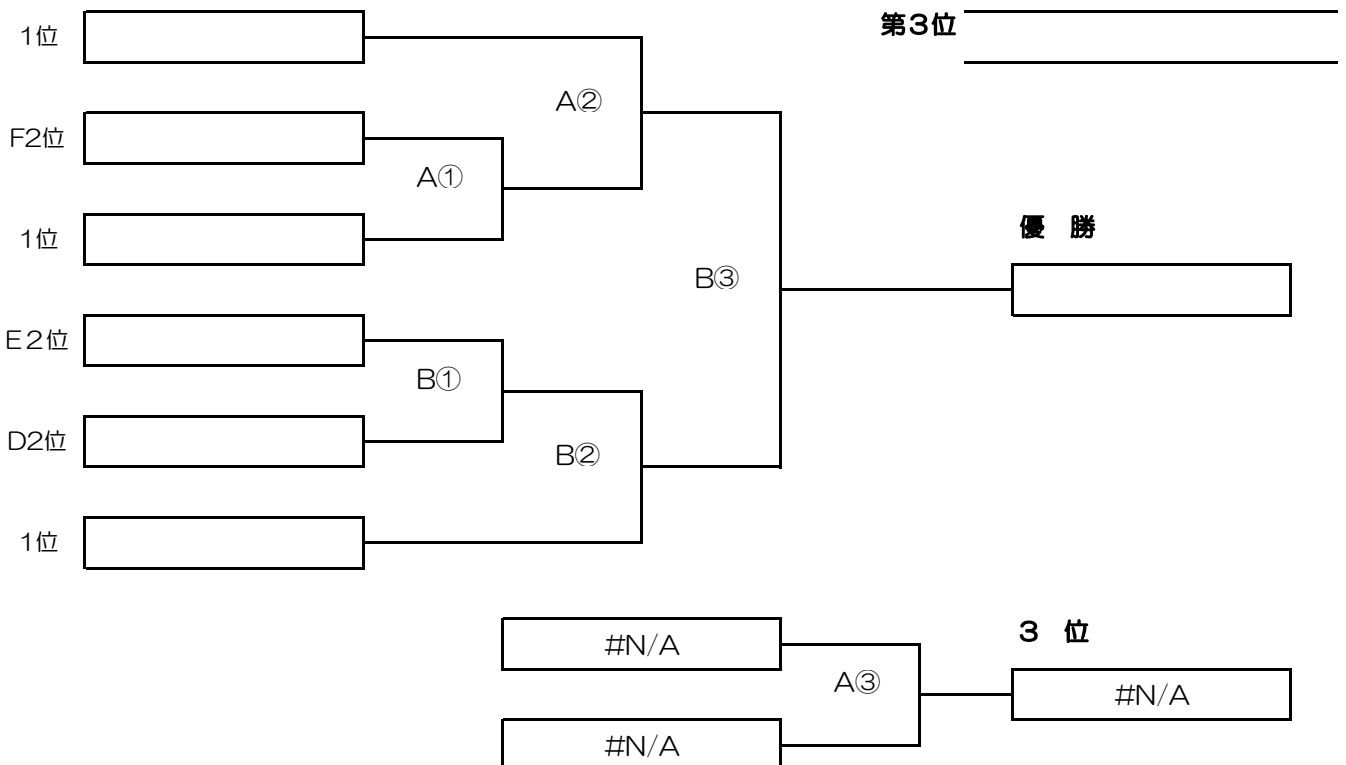 1位
第3位
A②
F2位
A①
1位
優 勝
B③
E2位
B①
D2位
B②
1位
3 位
#N/A
A③
#N/A
#N/A